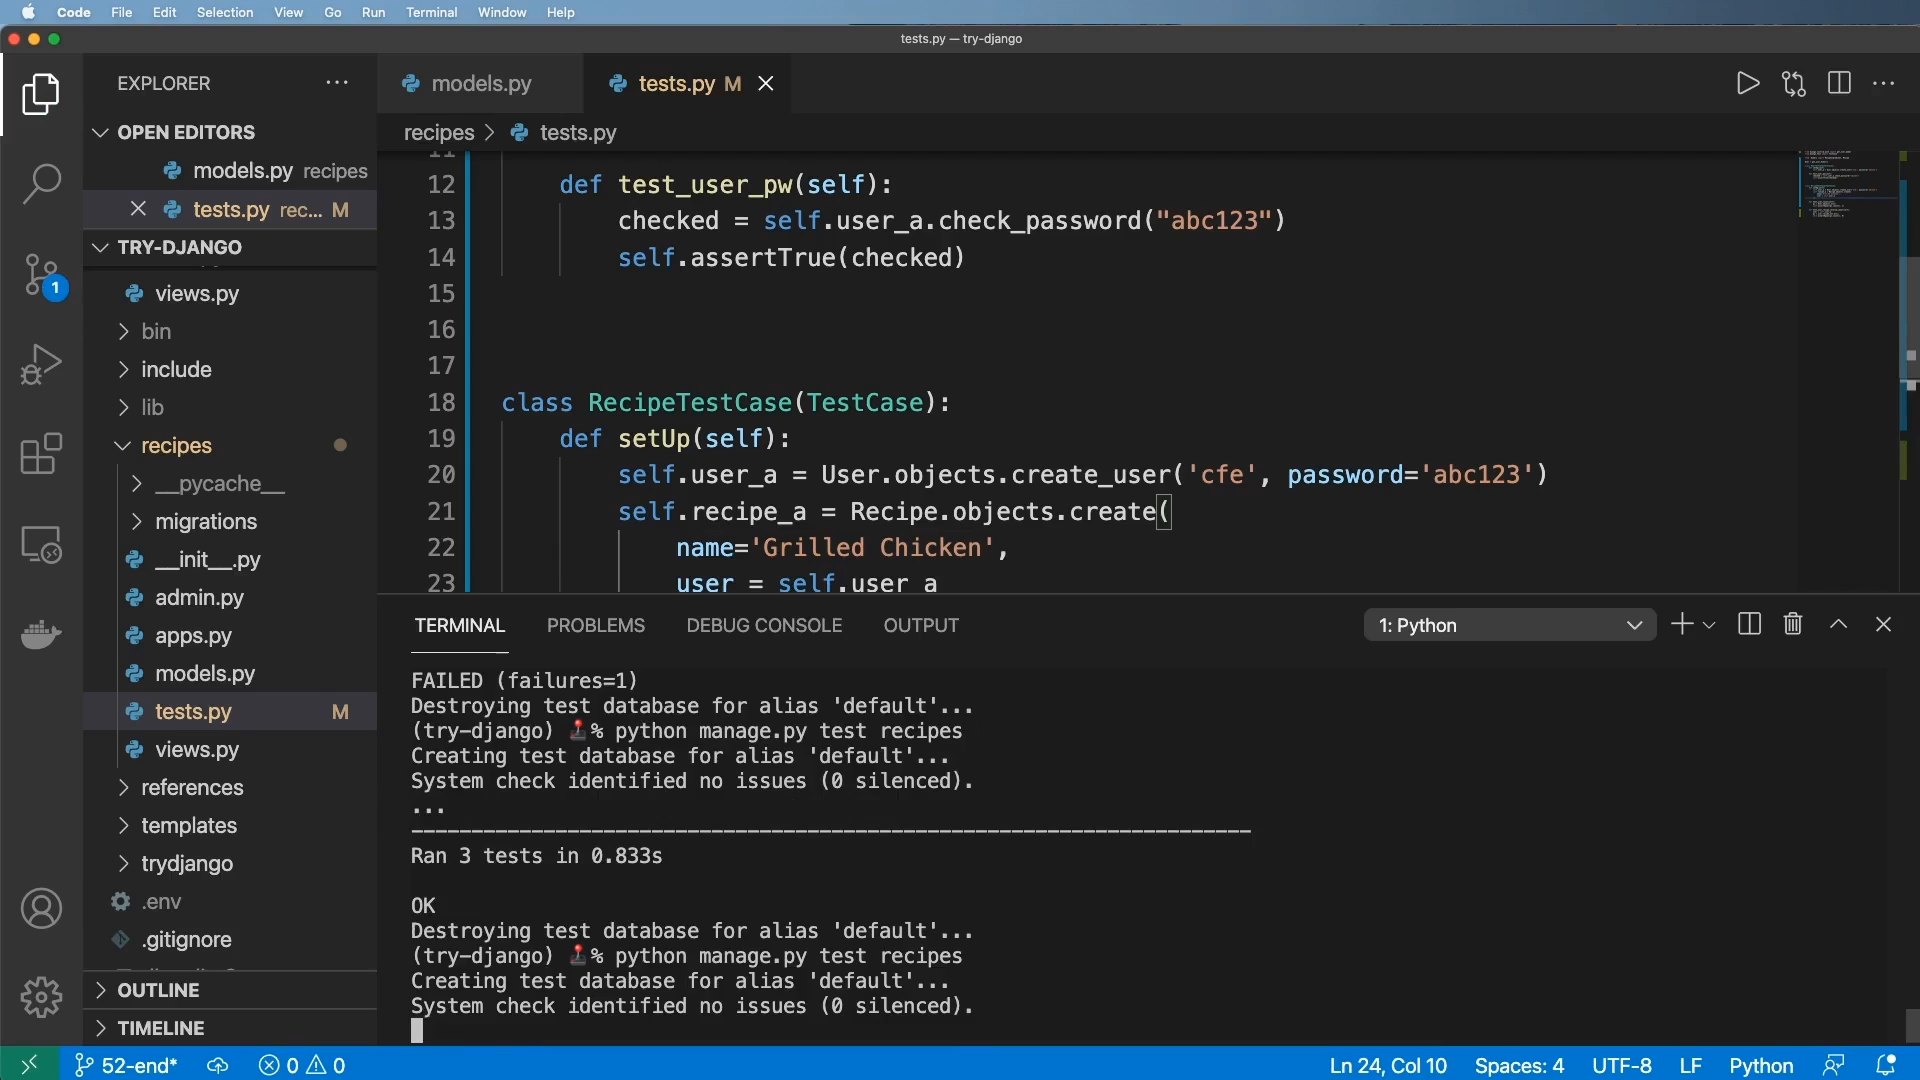 Code File Edit Selection View Go Run Terminal Window Help
tests.py — try-django
EXPLORER
OPEN EDITORS
models.py recipes
tests.py rec... M
TRY-DJANGO
views.py
bin
include
lib
recipes
__pycache__
migrations
__init__.py
admin.py
apps.py
models.py
tests.py M
views.py
references
templates
trydjango
.env
.gitignore
OUTLINE
TIMELINE
1
models.py
tests.py M
recipes > tests.py
11
12 def test_user_pw(self):
13 checked = self.user_a.check_password("abc123")
14 self.assertTrue(checked)
15
16
17
18 class RecipeTestCase(TestCase):
19 def setUp(self):
20 self.user_a = User.objects.create_user('cfe', password='abc123')
21 self.recipe_a = Recipe.objects.create(
22 name='Grilled Chicken',
23 user = self.user_a
TERMINAL PROBLEMS DEBUG CONSOLE OUTPUT
1: Python
FAILED (failures=1)
Destroying test database for alias 'default'...
(try-django) 🕹% python manage.py test recipes
Creating test database for alias 'default'...
System check identified no issues (0 silenced).
...
----------------------------------------------------------------------
Ran 3 tests in 0.833s
OK
Destroying test database for alias 'default'...
(try-django) 🕹% python manage.py test recipes
Creating test database for alias 'default'...
System check identified no issues (0 silenced).
52-end* 0 0 Ln 24, Col 10 Spaces: 4 UTF-8 LF Python